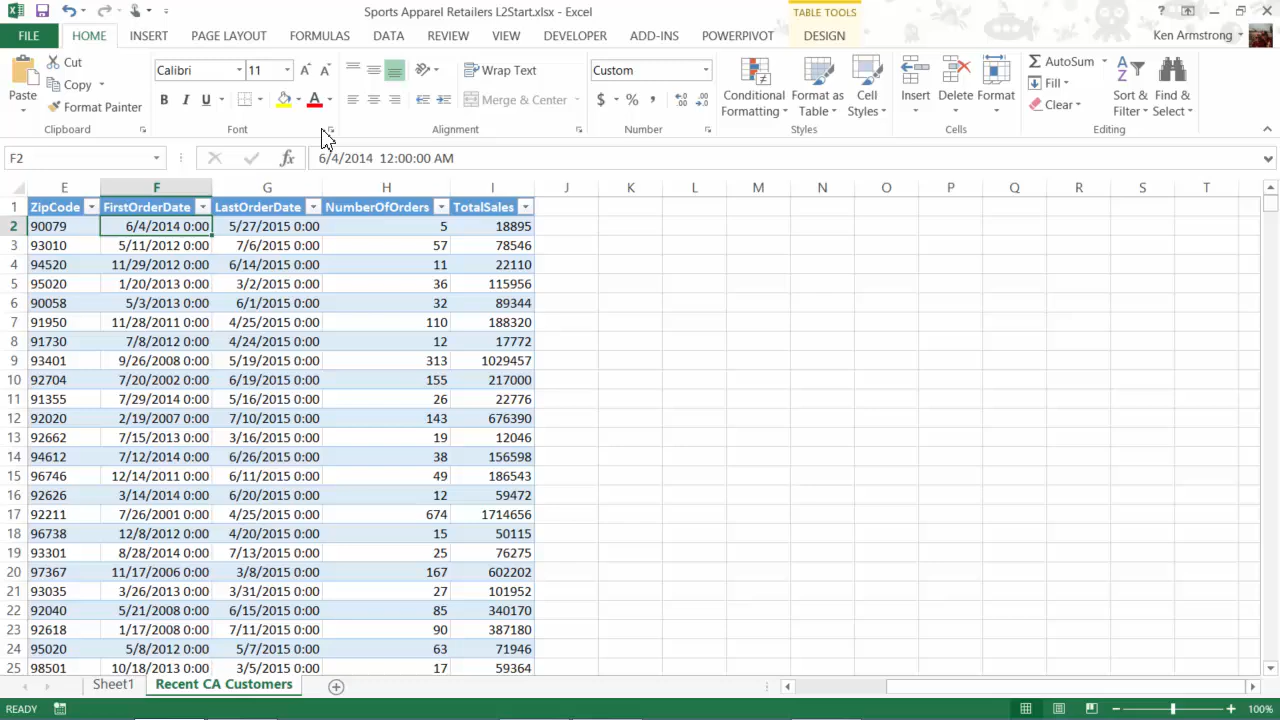 Sports Apparel Retailers L2Start.xlsx - Excel
TABLE TOOLS
FILE HOME INSERT PAGE LAYOUT FORMULAS DATA REVIEW VIEW DEVELOPER ADD-INS POWERPIVOT DESIGN
Ken Armstrong
Paste
Cut
Copy
Format Painter
Clipboard
Calibri 11
B I U
Font
Wrap Text
Merge & Center
Alignment
Custom
$ % ,
Number
Conditional Formatting
Format as Table
Cell Styles
Styles
Insert
Delete
Format
Cells
AutoSum
Fill
Clear
Sort & Filter
Find & Select
Editing
F2 fx 6/4/2014 12:00:00 AM
E F G H I J K L M N O P Q R S T
1 ZipCode FirstOrderDate LastOrderDate NumberOfOrders TotalSales
2 90079 6/4/2014 0:00 5/27/2015 0:00 5 18895
3 93010 5/11/2012 0:00 7/6/2015 0:00 57 78546
4 94520 11/29/2012 0:00 6/14/2015 0:00 11 22110
5 95020 1/20/2013 0:00 3/2/2015 0:00 36 115956
6 90058 5/3/2013 0:00 6/1/2015 0:00 32 89344
7 91950 11/28/2011 0:00 4/25/2015 0:00 110 188320
8 91730 7/8/2012 0:00 4/24/2015 0:00 12 17772
9 93401 9/26/2008 0:00 5/19/2015 0:00 313 1029457
10 92704 7/20/2002 0:00 6/19/2015 0:00 155 217000
11 91355 7/29/2014 0:00 5/16/2015 0:00 26 22776
12 92020 2/19/2007 0:00 7/10/2015 0:00 143 676390
13 92662 7/15/2013 0:00 3/16/2015 0:00 19 12046
14 94612 7/12/2014 0:00 6/26/2015 0:00 38 156598
15 96746 12/14/2011 0:00 6/11/2015 0:00 49 186543
16 92626 3/14/2014 0:00 6/20/2015 0:00 12 59472
17 92211 7/26/2001 0:00 4/25/2015 0:00 674 1714656
18 96738 12/8/2012 0:00 4/20/2015 0:00 15 50115
19 93301 8/28/2014 0:00 7/13/2015 0:00 25 76275
20 97367 11/17/2006 0:00 3/8/2015 0:00 167 602202
21 93035 3/26/2013 0:00 3/31/2015 0:00 27 101952
22 92040 5/21/2008 0:00 6/15/2015 0:00 85 340170
23 92618 1/17/2008 0:00 7/11/2015 0:00 90 387180
24 95020 5/8/2012 0:00 5/7/2015 0:00 63 71946
25 98501 10/18/2013 0:00 3/5/2015 0:00 17 59364
Sheet1 Recent CA Customers
READY 100%